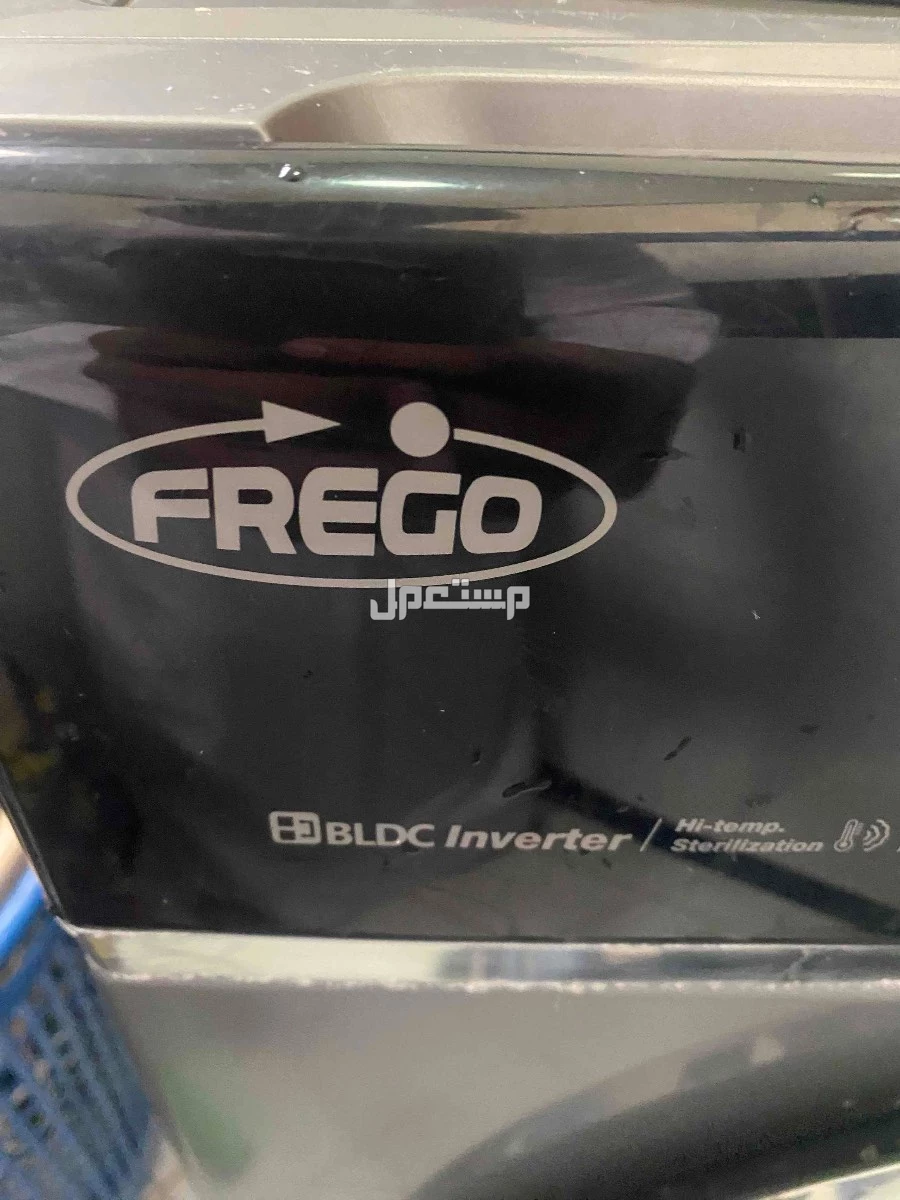 FREGO
مستعمل
BLDC Inverter / Hi-temp.
Sterilization